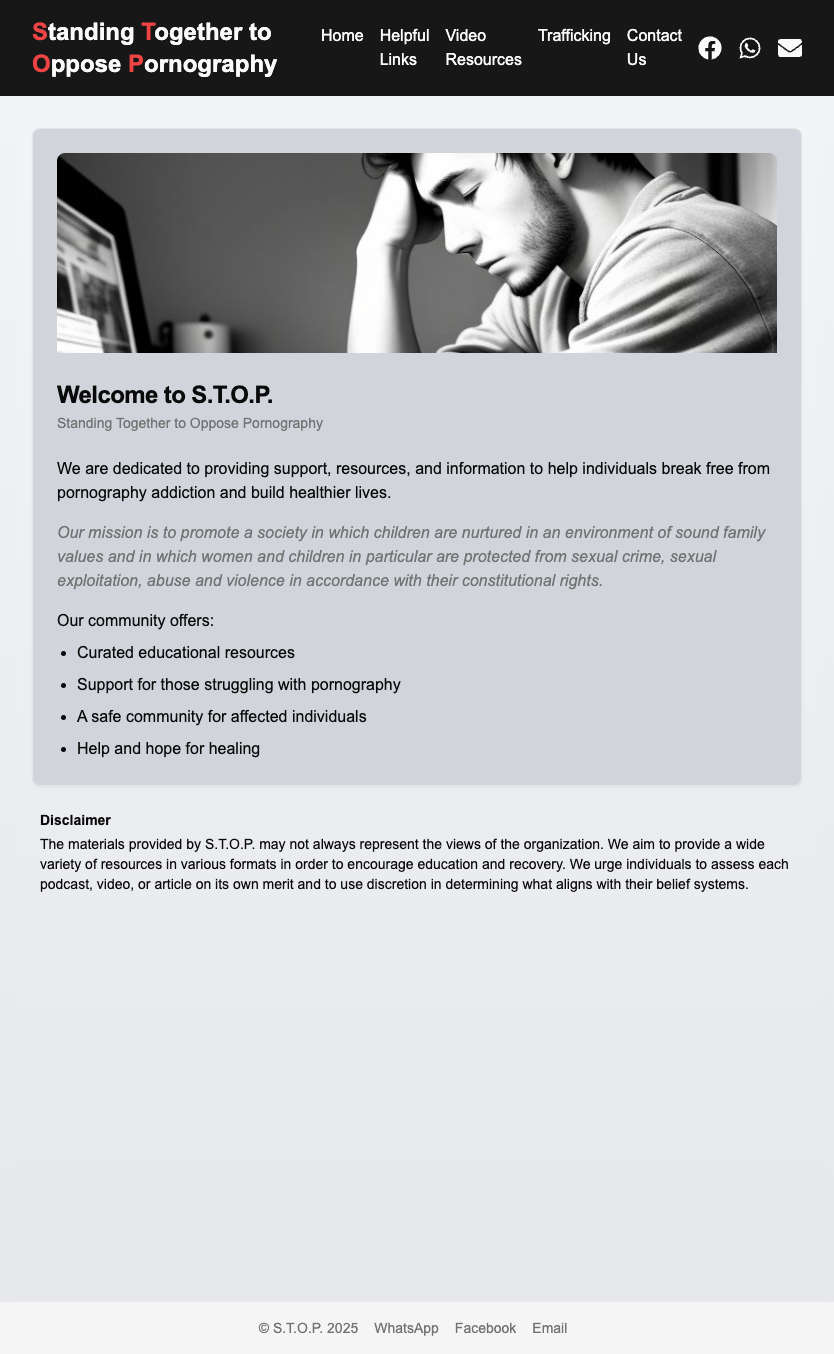 Standing Together to
Oppose Pornography
Home
Helpful
Links
Video
Resources
Trafficking
Contact
Us
Welcome to S.T.O.P.
Standing Together to Oppose Pornography
We are dedicated to providing support, resources, and information to help individuals break free from
pornography addiction and build healthier lives.
Our mission is to promote a society in which children are nurtured in an environment of sound family
values and in which women and children in particular are protected from sexual crime, sexual
exploitation, abuse and violence in accordance with their constitutional rights.
Our community offers:
• Curated educational resources
• Support for those struggling with pornography
• A safe community for affected individuals
• Help and hope for healing
Disclaimer
The materials provided by S.T.O.P. may not always represent the views of the organization. We aim to provide a wide
variety of resources in various formats in order to encourage education and recovery. We urge individuals to assess each
podcast, video, or article on its own merit and to use discretion in determining what aligns with their belief systems.
© S.T.O.P. 2025 WhatsApp Facebook Email